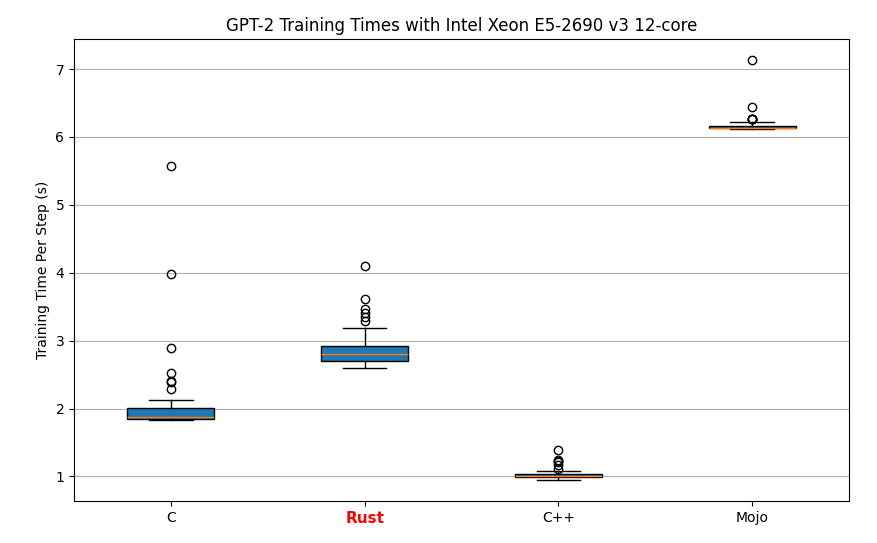 GPT-2 Training Times with Intel Xeon E5-2690 v3 12-core
Training Time Per Step (s)
7
6
5
4
3
2
1
C
Rust
C++
Mojo